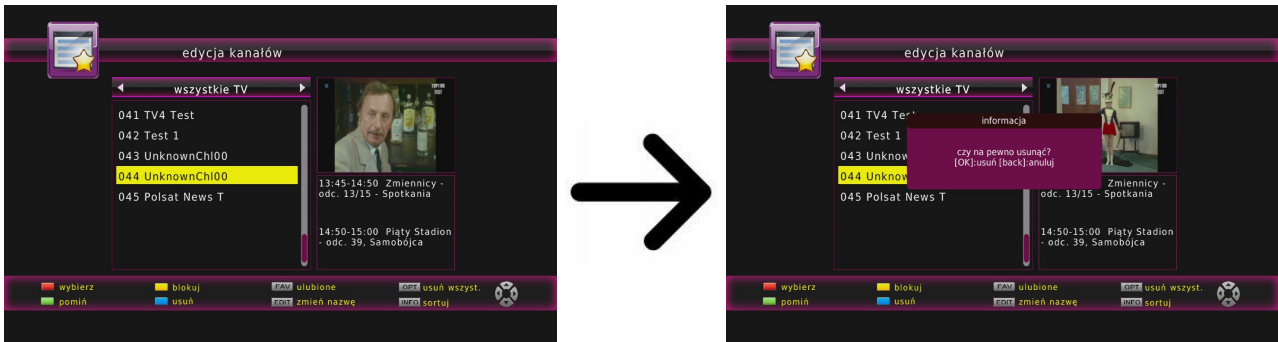 edycja kanałów
wszystkie TV
041 TV4 Test
042 Test 1
043 UnknownChl00
044 UnknownChl00
045 Polsat News T
13:45-14:50 Zmiennicy -
odc. 13/15 - Spotkania
14:50-15:00 Piąty Stadion
- odc. 39, Samobójca
wybierz
blokuj
FAV ulubione
OPT usuń wszyst.
pomiń
usuń
EDIT zmień nazwę
INFO sortuj
edycja kanałów
wszystkie TV
041 TV4 Test
042 Test 1
informacja
czy na pewno usunąć?
[OK]:usuń [back]:anuluj
043 Unknow
044 Unknow
045 Polsat News T
Zmiennicy -
odc. 13/15 - Spotkania
14:50-15:00 Piąty Stadion
- odc. 39, Samobójca
wybierz
blokuj
FAV ulubione
OPT usuń wszyst.
pomiń
usuń
EDIT zmień nazwę
INFO sortuj